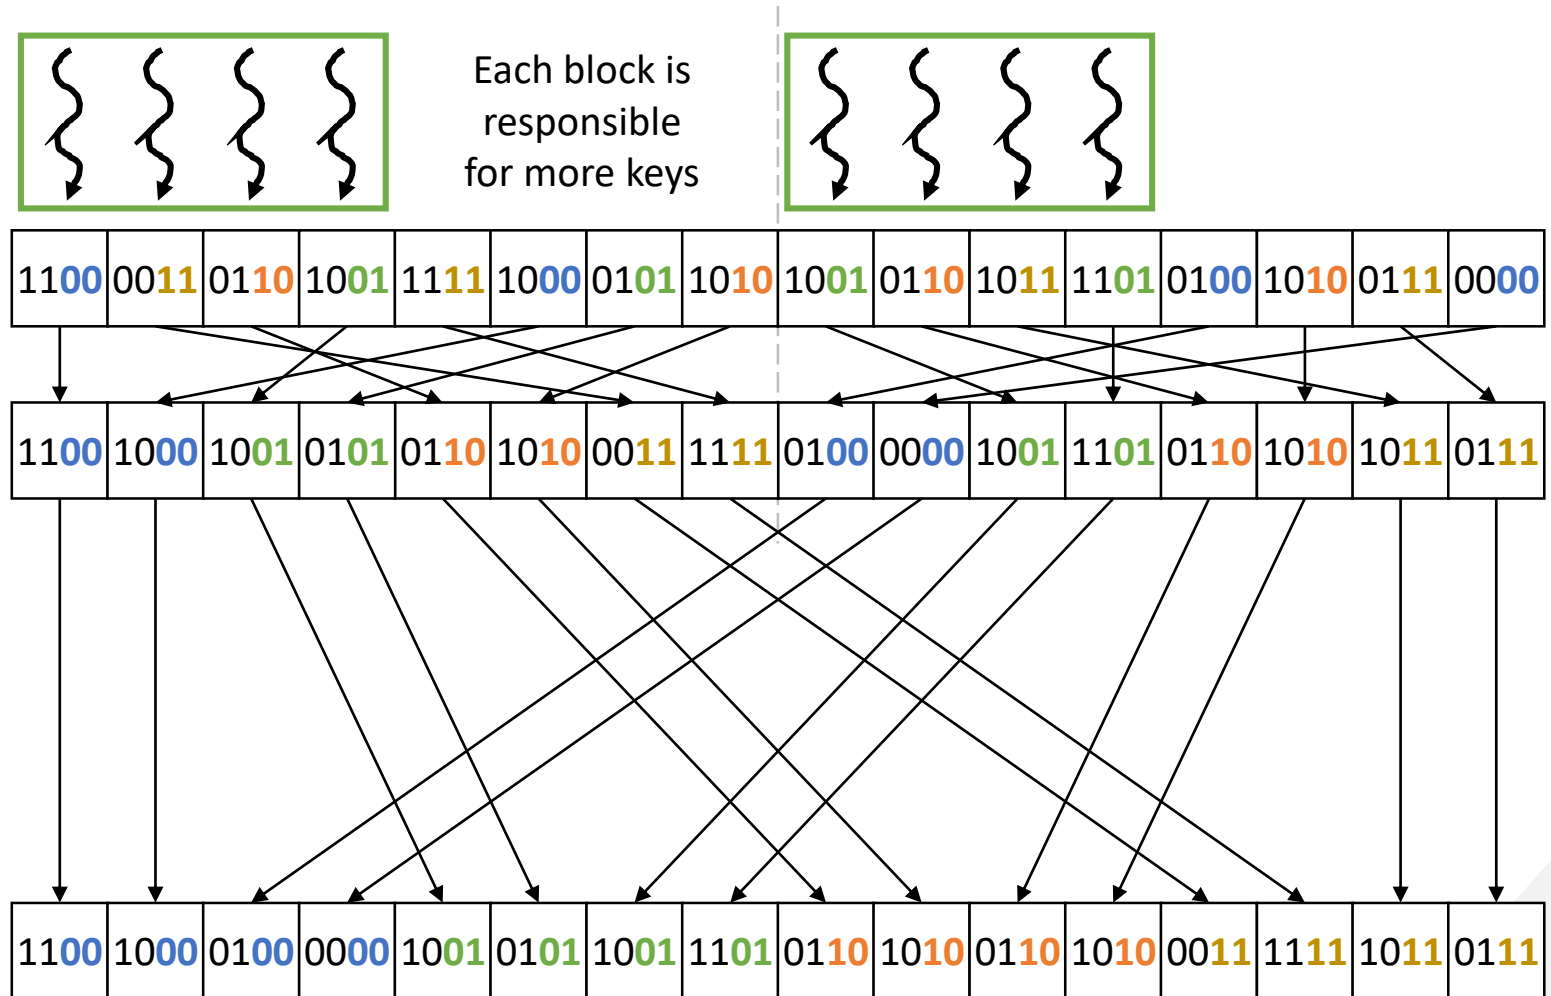 Each block is
responsible
for more keys
1100 0011 0110 1001 1111 1000 0101 1010 1001 0110 1011 1101 0100 1010 0111 0000
1100 1000 1001 0101 0110 1010 0011 1111 0100 0000 1001 1101 0110 1010 1011 0111
1100 1000 0100 0000 1001 0101 1001 1101 0110 1010 0110 1010 0011 1111 1011 0111